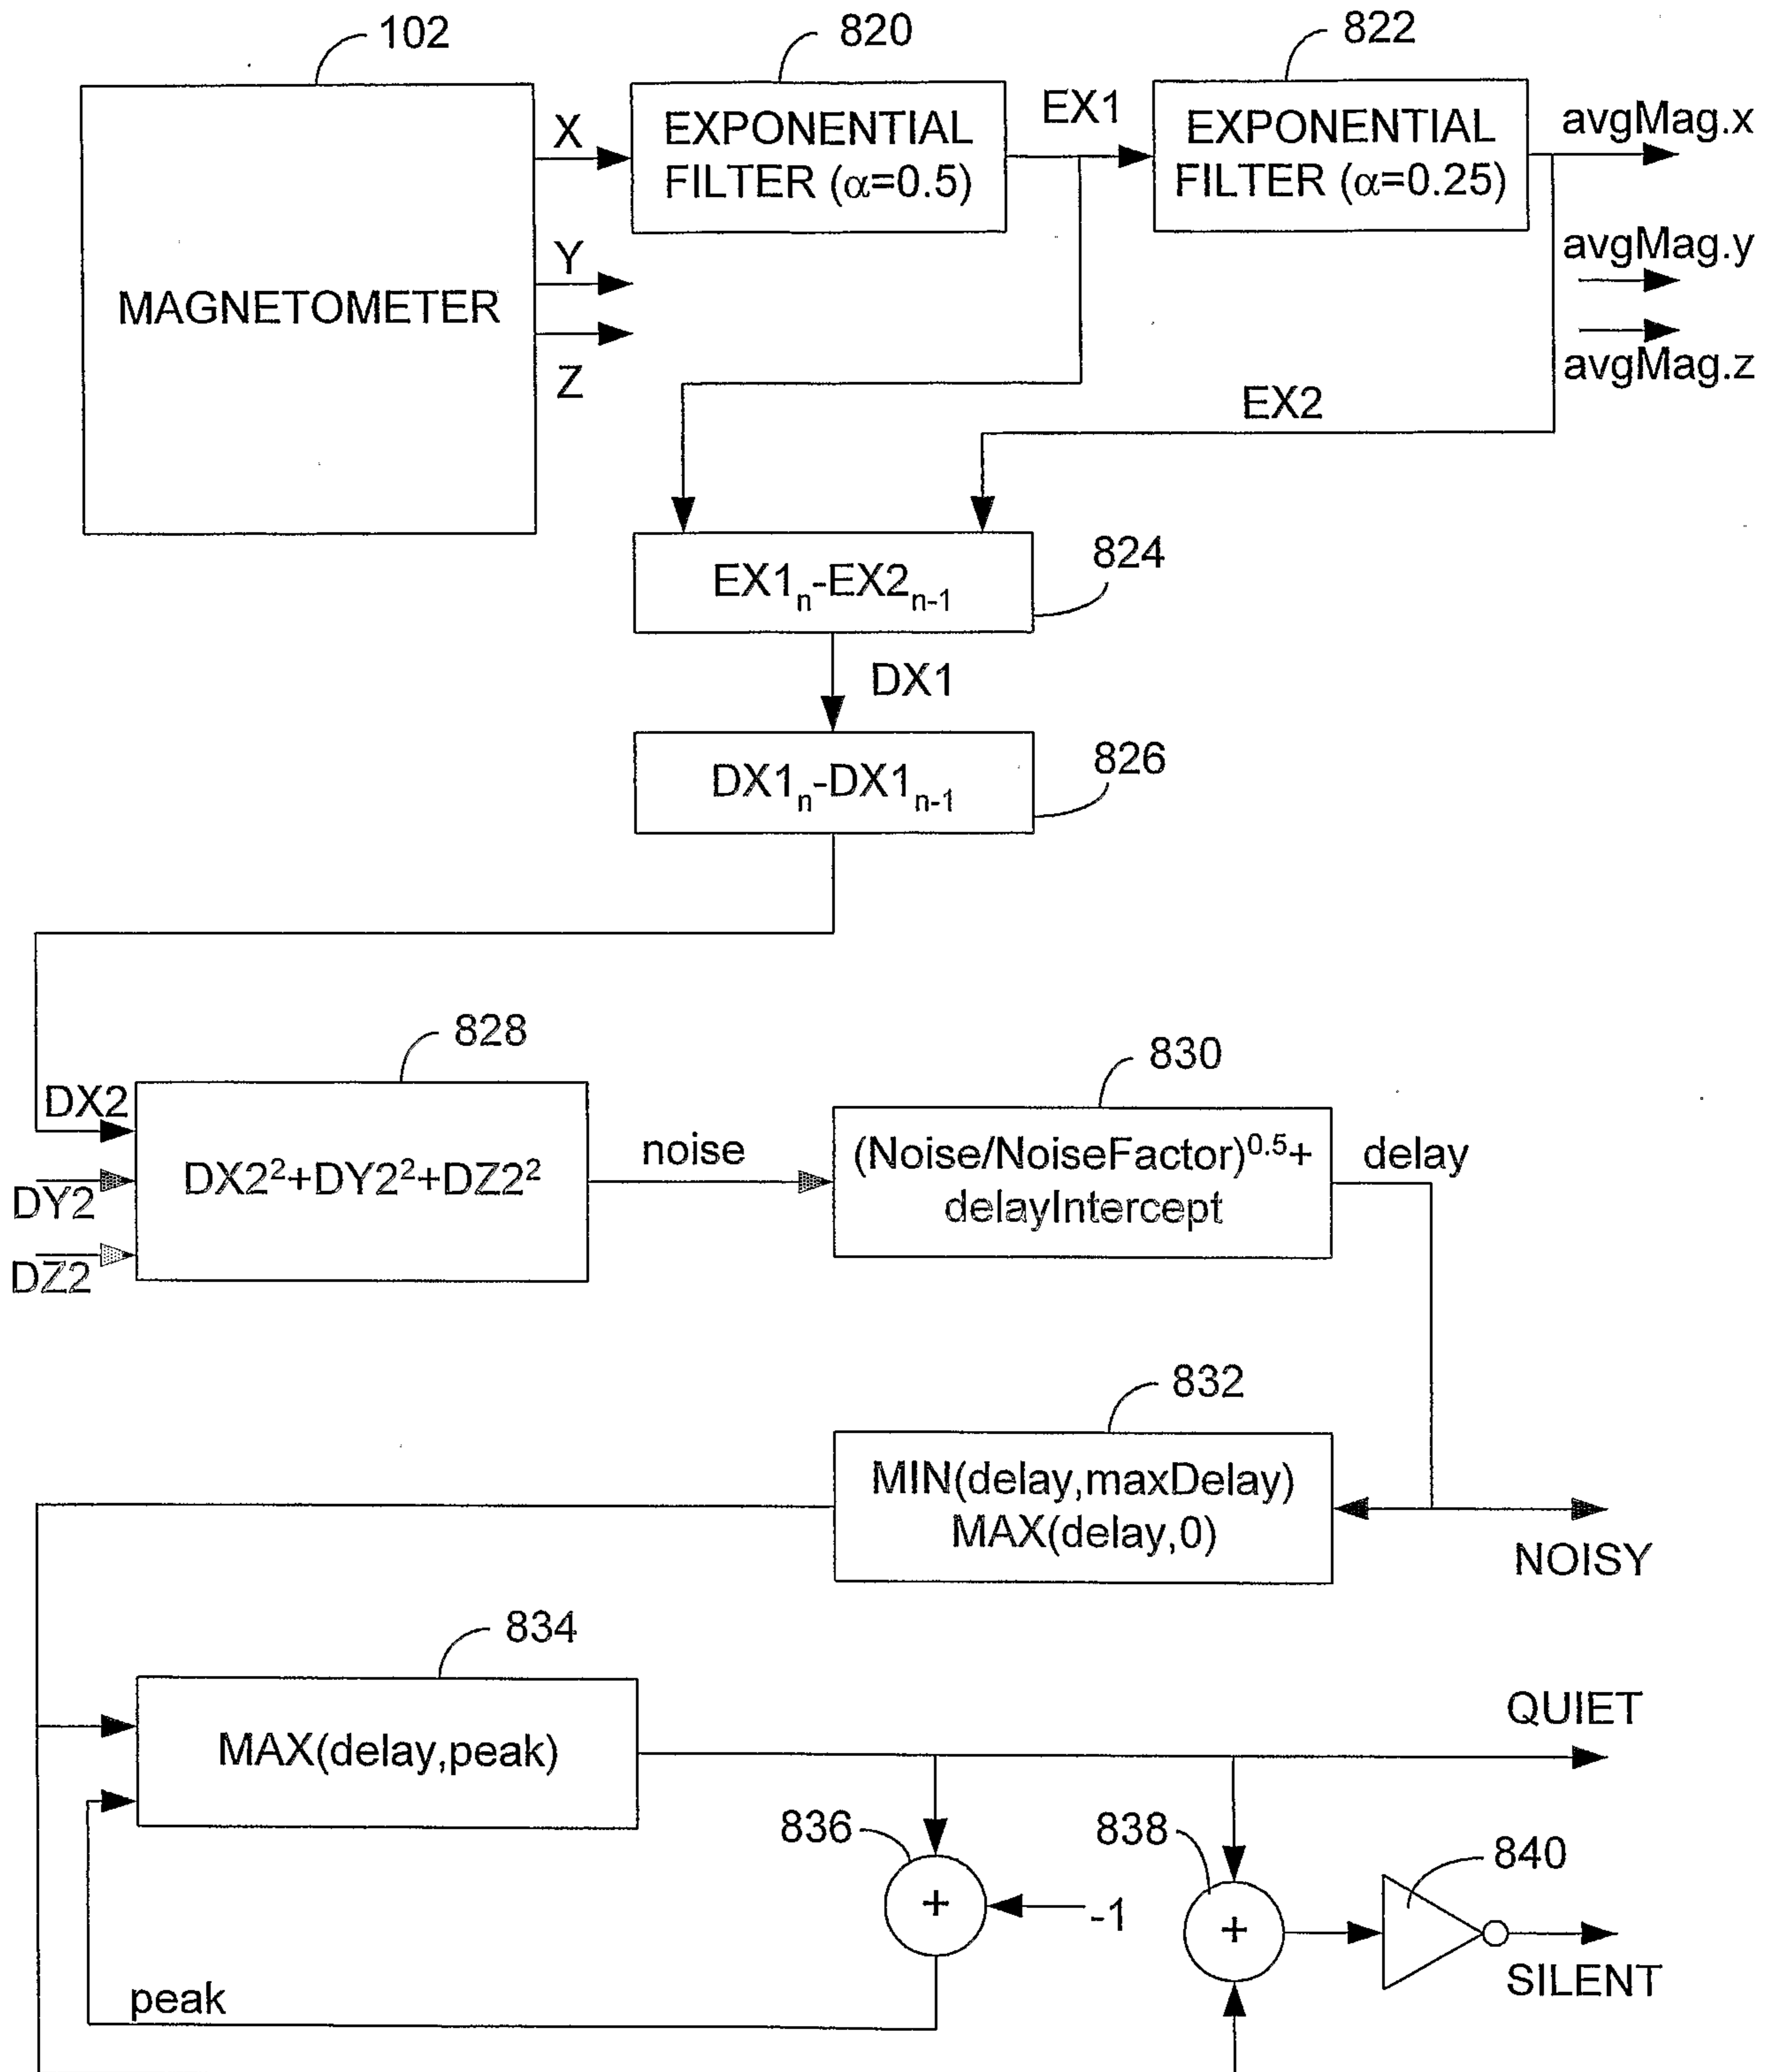 102
820
822
X
EXPONENTIAL
FILTER (α=0.5)
EX1
EXPONENTIAL
FILTER (α=0.25)
avgMag.x
MAGNETOMETER
Y
avgMag.y
Z
avgMag.z
EX2
EX1ₙ-EX2ₙ₋₁
824
DX1
DX1ₙ-DX1ₙ₋₁
826
828
830
DX2
DY2
DZ2
DX2²+DY2²+DZ2²
noise
(Noise/NoiseFactor)⁰·⁵+
delayIntercept
delay
832
MIN(delay,maxDelay)
MAX(delay,0)
NOISY
834
MAX(delay,peak)
QUIET
836
+
-1
838
+
840
SILENT
peak